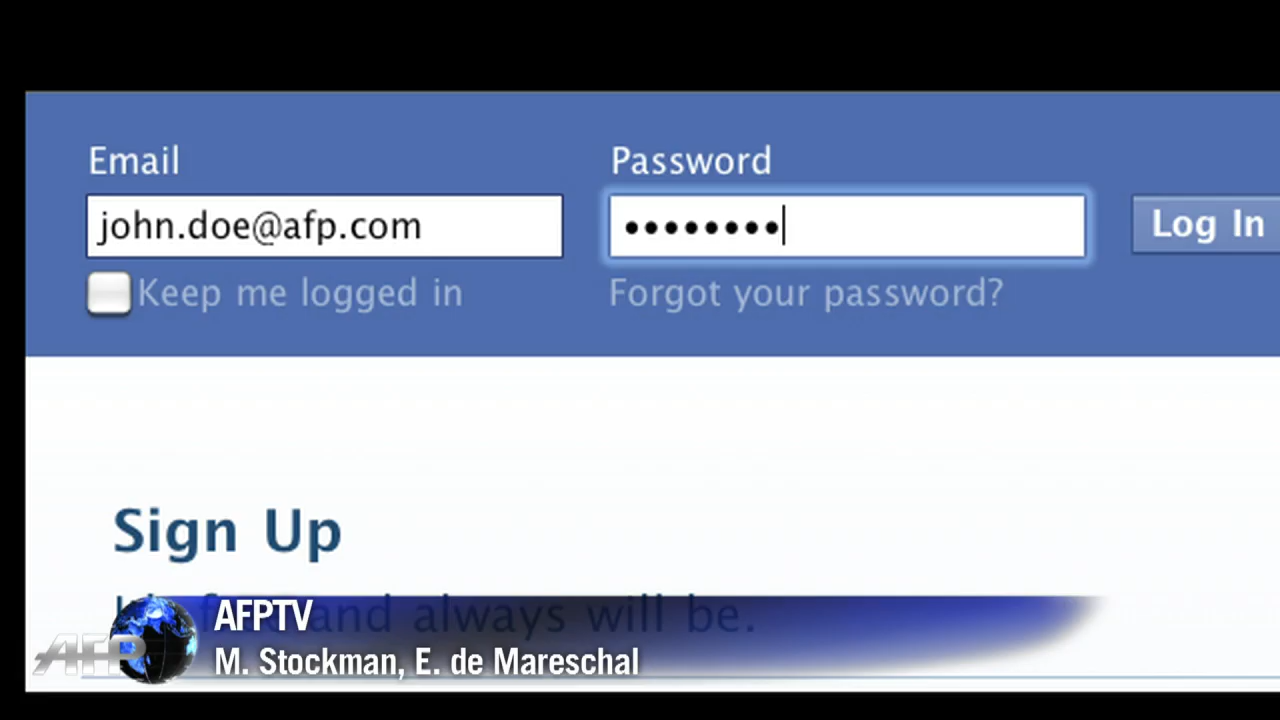 Email
Password
john.doe@afp.com
••••••••
Log In
Keep me logged in
Forgot your password?
Sign Up
and always will be.
AFPTV
AFP
M. Stockman, E. de Mareschal